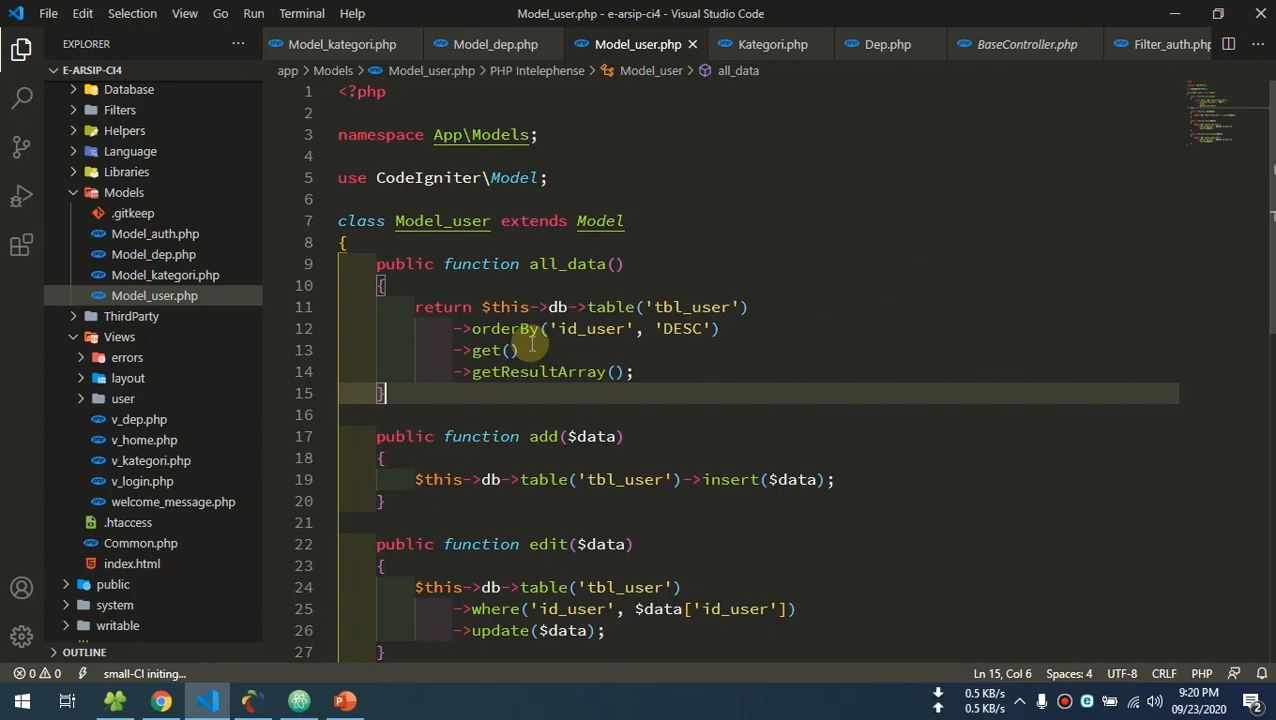 File Edit Selection View Go Run Terminal Help
Model_user.php - e-arsip-ci4 - Visual Studio Code
EXPLORER
Model_kategori.php
Model_dep.php
Model_user.php
Kategori.php
Dep.php
BaseController.php
Filter_auth.php
E-ARSIP-CI4
app > Models > Model_user.php > PHP Intelephense > Model_user > all_data
Database
Filters
Helpers
Language
Libraries
Models
.gitkeep
Model_auth.php
Model_dep.php
Model_kategori.php
Model_user.php
ThirdParty
Views
errors
layout
user
v_dep.php
v_home.php
v_kategori.php
v_login.php
welcome_message.php
.htaccess
Common.php
index.html
public
system
writable
OUTLINE
1 <?php
2
3 namespace App\Models;
4
5 use CodeIgniter\Model;
6
7 class Model_user extends Model
8 {
9 public function all_data()
10 {
11 return $this->db->table('tbl_user')
12 ->orderBy('id_user', 'DESC')
13 ->get()
14 ->getResultArray();
15 }
16
17 public function add($data)
18 {
19 $this->db->table('tbl_user')->insert($data);
20 }
21
22 public function edit($data)
23 {
24 $this->db->table('tbl_user')
25 ->where('id_user', $data['id_user'])
26 ->update($data);
27 }
0 0
small-CI initing...
Ln 15, Col 6
Spaces: 4
UTF-8
CRLF
PHP
0.5 KB/s
0.5 KB/s
9:20 PM
09/23/2020
2